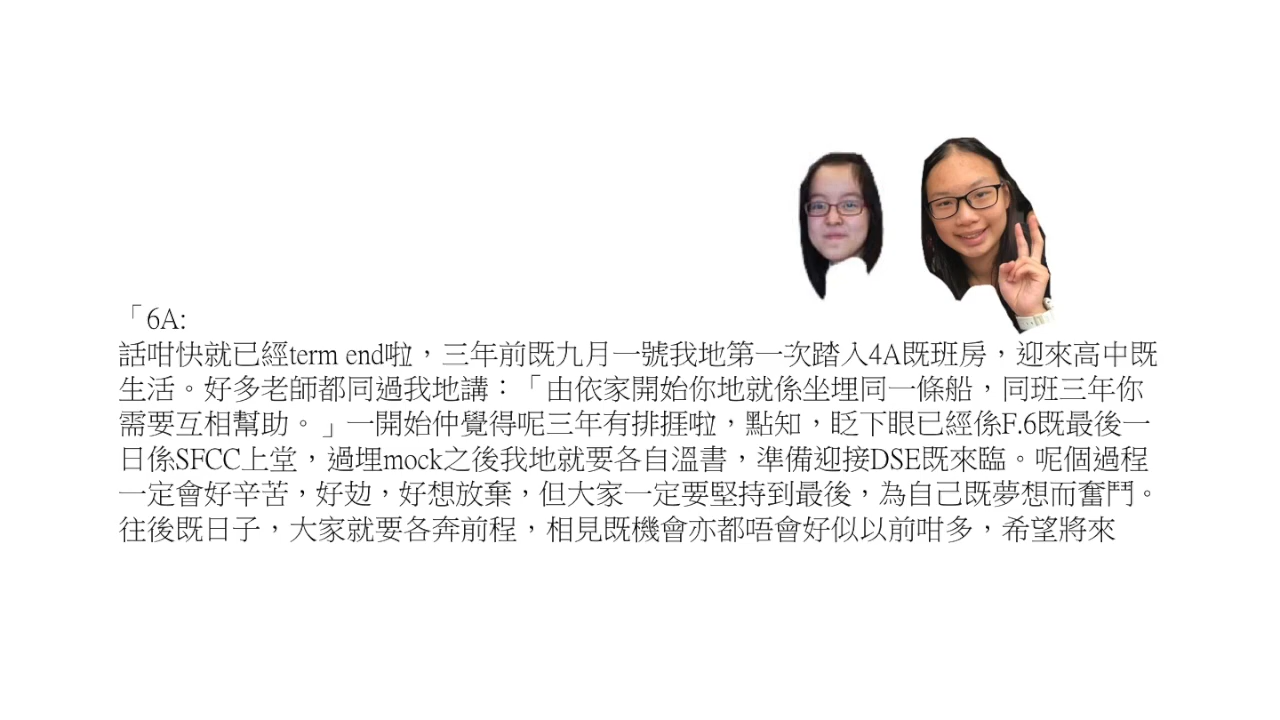 「6A:
話咁快就已經term end啦，三年前既九月一號我地第一次踏入4A既班房，迎來高中既
生活。好多老師都同過我地講：「由依家開始你地就係坐埋同一條船，同班三年你
需要互相幫助。」一開始仲覺得呢三年有排捱啦，點知，眨下眼已經係F.6既最後一
日係SFCC上堂，過埋mock之後我地就要各自溫書，準備迎接DSE既來臨。呢個過程
一定會好辛苦，好攰，好想放棄，但大家一定要堅持到最後，為自己既夢想而奮鬥。
往後既日子，大家就要各奔前程，相見既機會亦都唔會好似以前咁多，希望將來